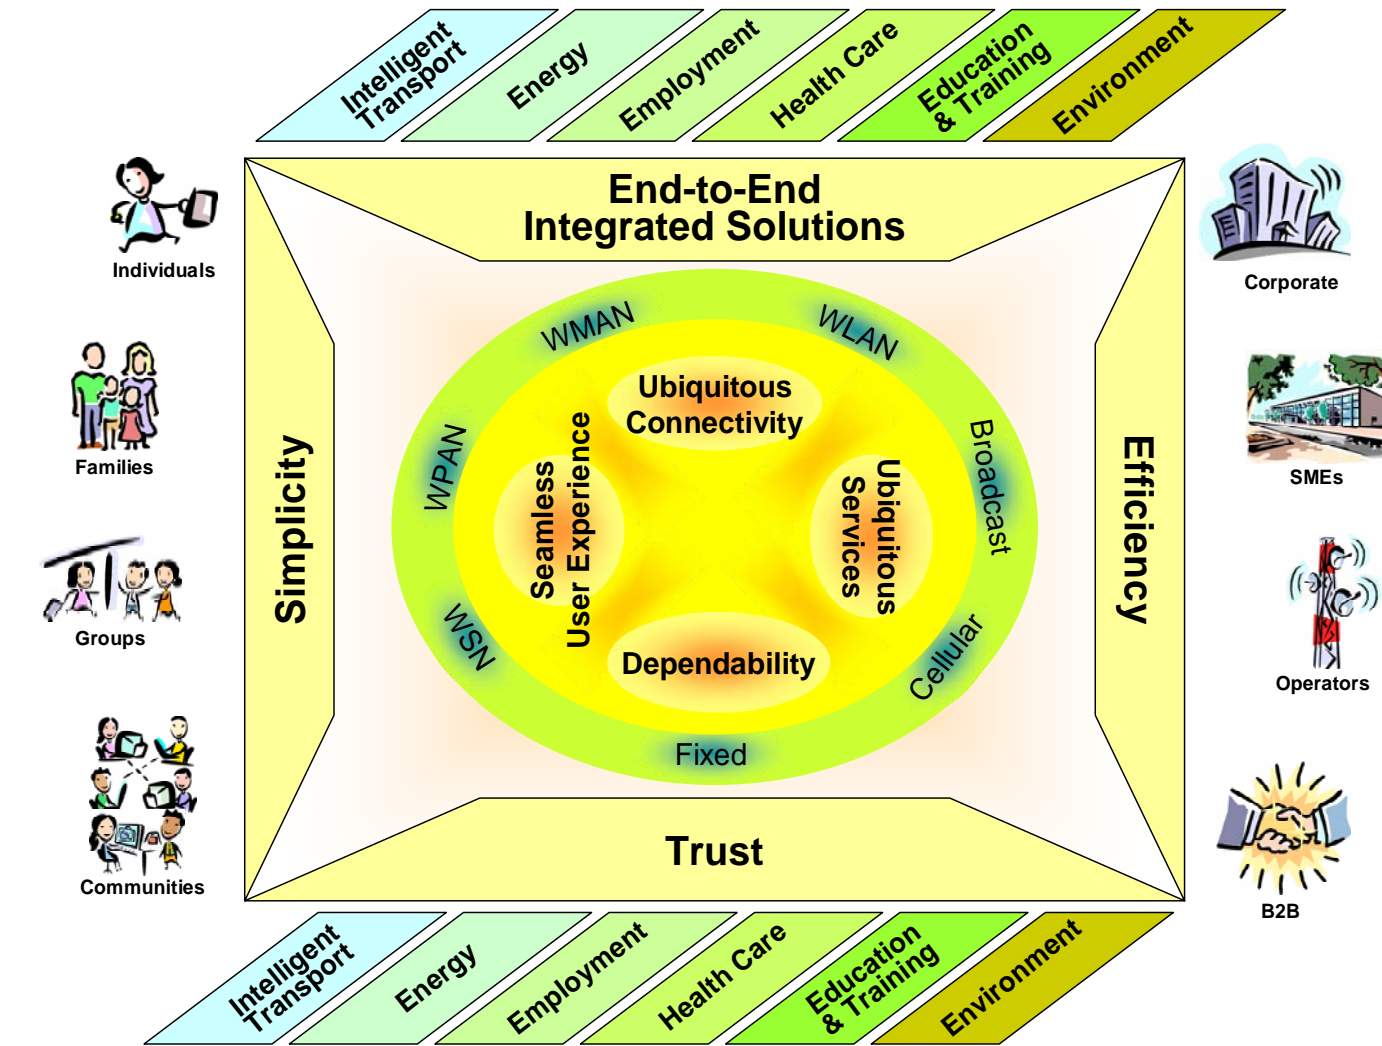 Intelligent
Transport
Energy
Employment
Health Care
Education
& Training
Environment
Individuals
Families
Groups
Communities
End-to-End
Integrated Solutions
Simplicity
Efficiency
Trust
WMAN
WLAN
WPAN
Broadcast
WSN
Cellular
Fixed
Ubiquitous
Connectivity
Seamless
User Experience
Ubiquitous
Services
Dependability
Corporate
SMEs
Operators
B2B
Intelligent
Transport
Energy
Employment
Health Care
Education
& Training
Environment